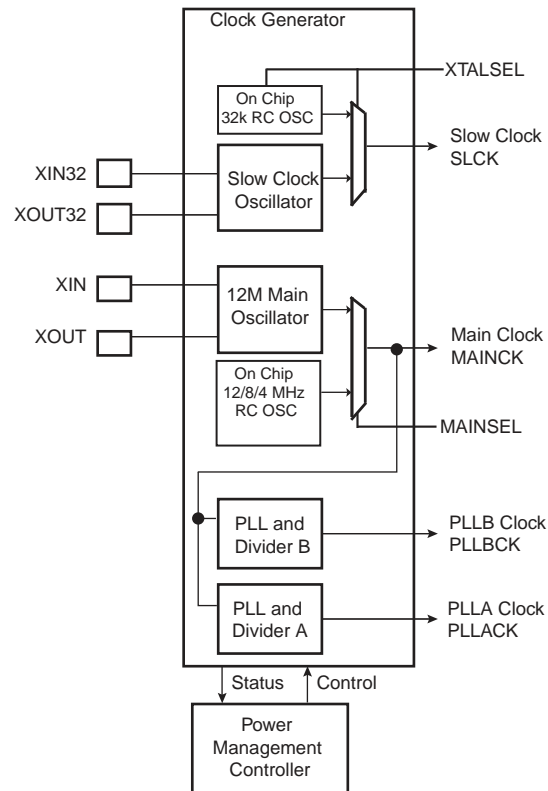 Clock Generator
XTALSEL
On Chip
32k RC OSC
Slow Clock
SLCK
XIN32
Slow Clock
Oscillator
XOUT32
XIN
12M Main
Oscillator
XOUT
Main Clock
MAINCK
On Chip
12/8/4 MHz
RC OSC
MAINSEL
PLL and
Divider B
PLLB Clock
PLLBCK
PLL and
Divider A
PLLA Clock
PLLACK
Status
Control
Power
Management
Controller